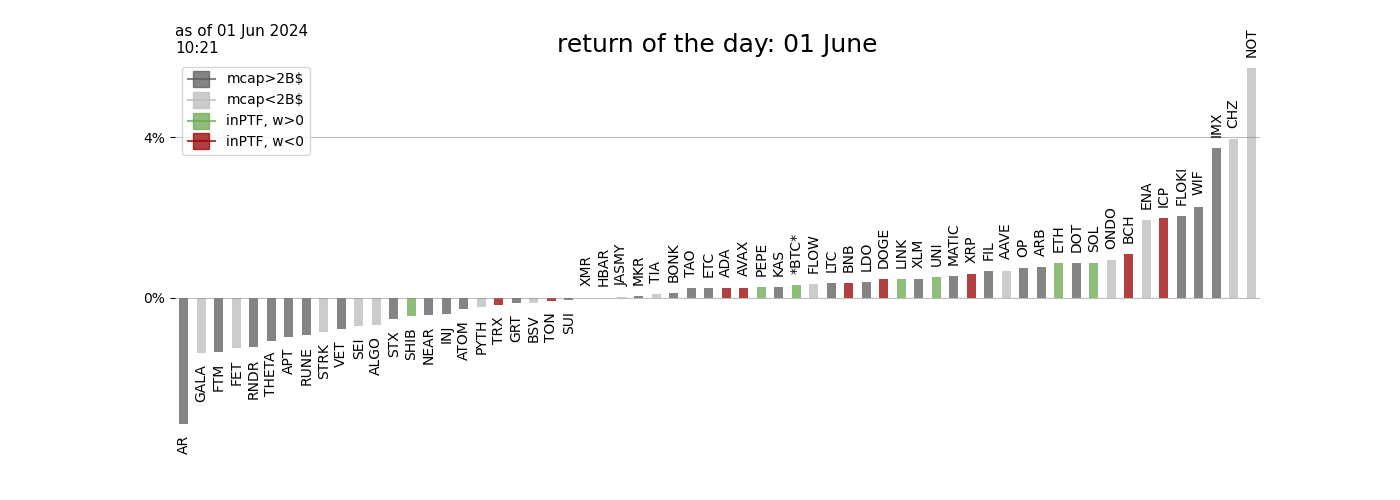 as of 01 Jun 2024
10:21
return of the day: 01 June
mcap>2B$
mcap<2B$
inPTF, w>0
inPTF, w<0
4%
0%
AR
GALA
FTM
FET
RNDR
THETA
APT
RUNE
STRK
VET
SEI
ALGO
STX
SHIB
NEAR
INJ
ATOM
PYTH
TRX
GRT
BSV
TON
SUI
XMR
HBAR
JASMY
MKR
TIA
BONK
TAO
ETC
ADA
AVAX
PEPE
KAS
*BTC*
FLOW
LTC
BNB
LDO
DOGE
LINK
XLM
UNI
MATIC
XRP
FIL
AAVE
OP
ARB
ETH
DOT
SOL
ONDO
BCH
ENA
ICP
FLOKI
WIF
IMX
CHZ
NOT